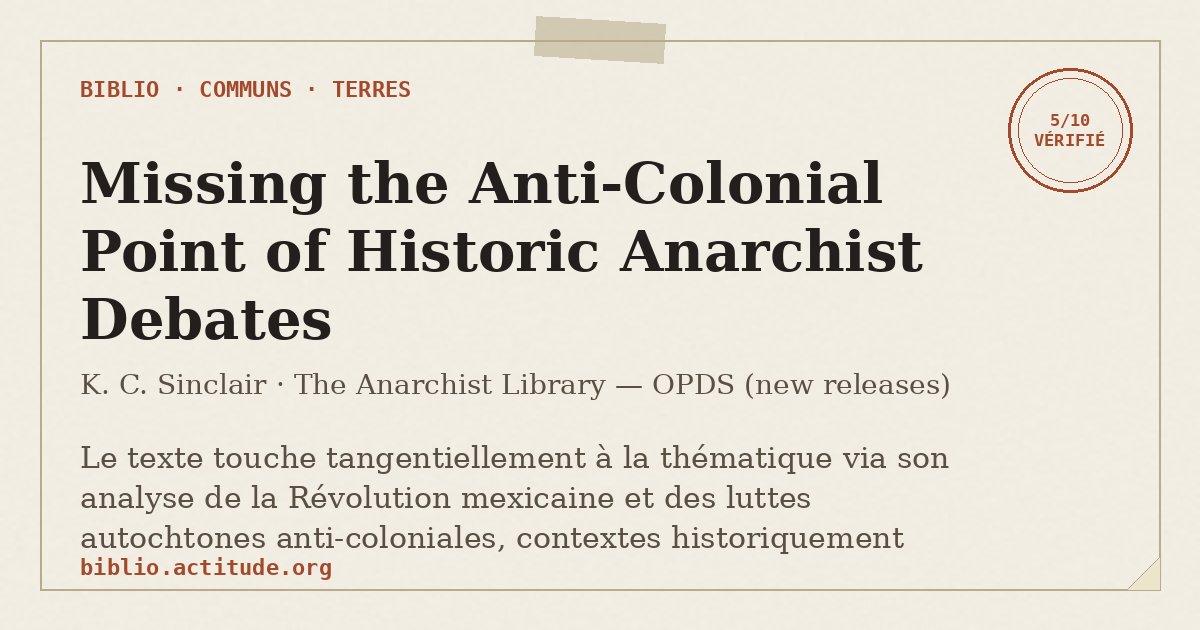 BIBLIO · COMMUNS · TERRES
5/10
VÉRIFIÉ
Missing the Anti-Colonial
Point of Historic Anarchist
Debates
K. C. Sinclair · The Anarchist Library — OPDS (new releases)
Le texte touche tangentiellement à la thématique via son
analyse de la Révolution mexicaine et des luttes
autochtones anti-coloniales, contextes historiquement
biblio.actitude.org